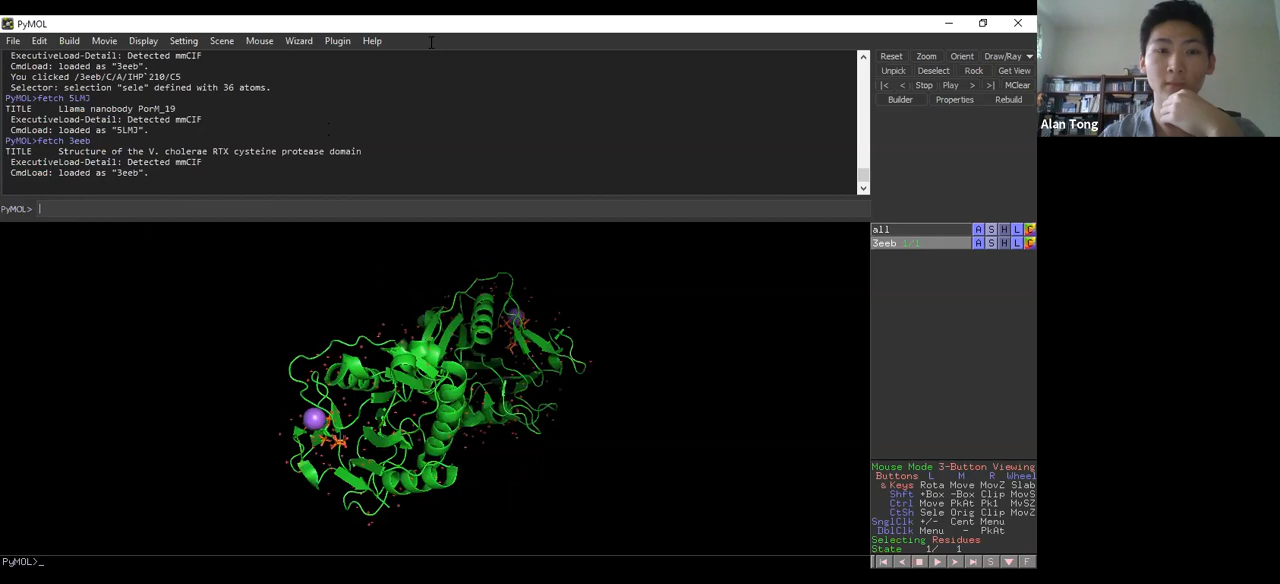 PyMOL
File Edit Build Movie Display Setting Scene Mouse Wizard Plugin Help
ExecutiveLoad-Detail: Detected mmCIF
CmdLoad: loaded as "3eeb".
You clicked /3eeb/C/A/IHP`210/C5
Selector: selection "sele" defined with 36 atoms.
PyMOL>fetch 5LMJ
TITLE Llama nanobody PorM_19
ExecutiveLoad-Detail: Detected mmCIF
CmdLoad: loaded as "5LMJ".
PyMOL>fetch 3eeb
TITLE Structure of the V. cholerae RTX cysteine protease domain
ExecutiveLoad-Detail: Detected mmCIF
CmdLoad: loaded as "3eeb".
PyMOL>
Reset Zoom Orient Draw/Ray
Unpick Deselect Rock Get View
|< < Stop Play > >| MClear
Builder Properties Rebuild
Alan Tong
all A S H L C
3eeb 1/1 A S H L C
Mouse Mode 3-Button Viewing
Buttons L M R Wheel
& Keys Rota Move MovZ Slab
Shft +Box -Box Clip MovS
Ctrl Move PkAt Pk1 MvSZ
CtSh Sele Orig Clip MovZ
SnglClk +/- Cent Menu
DblClk Menu - PkAt
Selecting Residues
State 1/ 1
PyMOL>_
S F